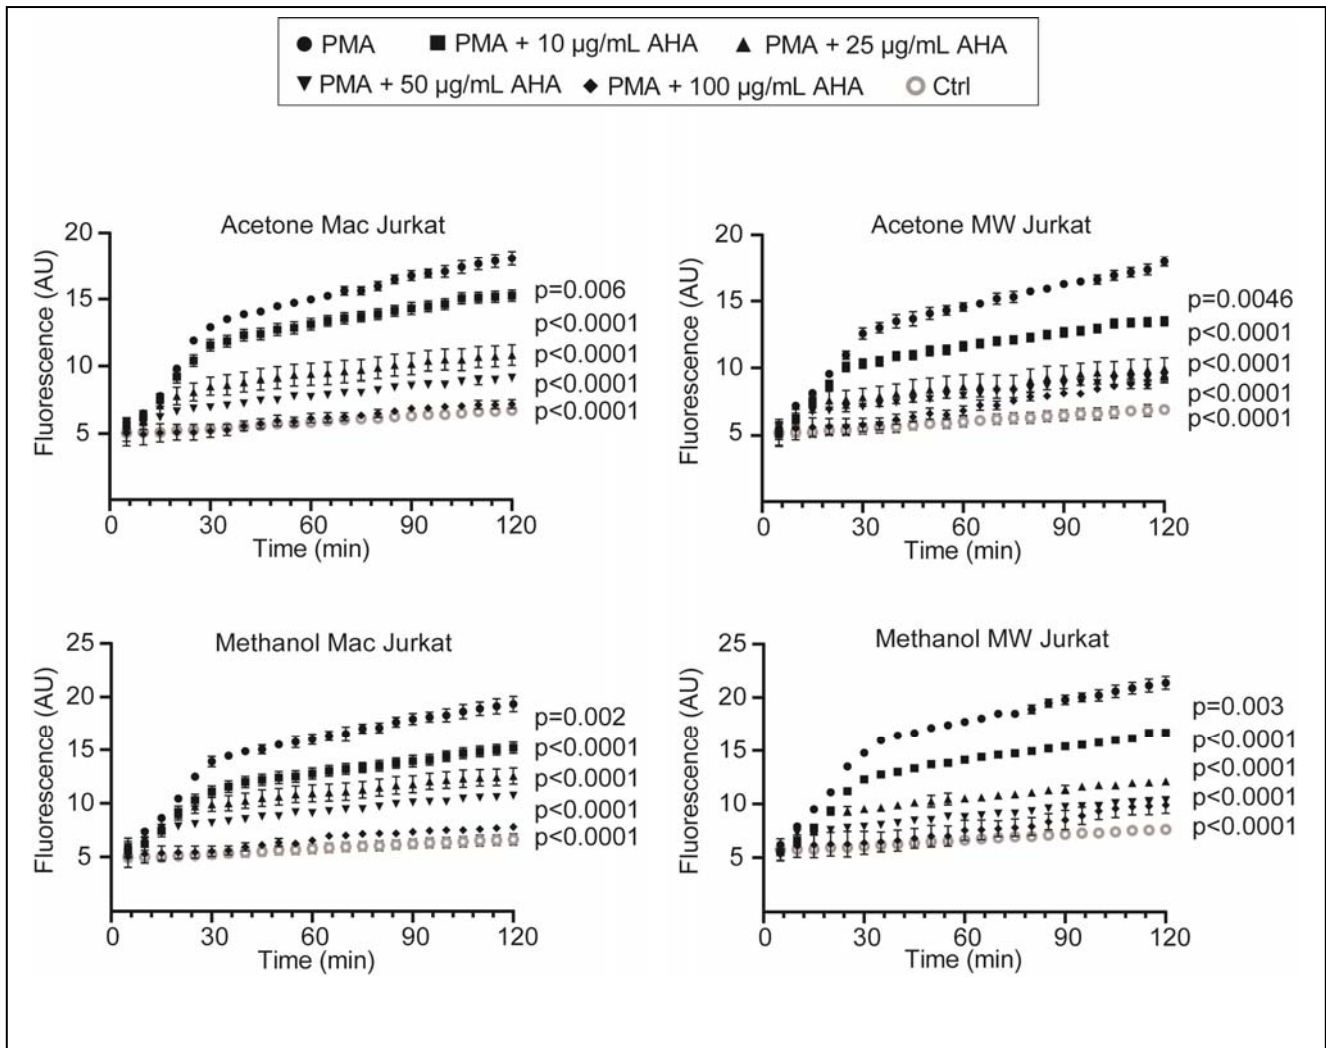 PMA PMA + 10 µg/mL AHA PMA + 25 µg/mL AHA
PMA + 50 µg/mL AHA PMA + 100 µg/mL AHA Ctrl
Acetone Mac Jurkat
Fluorescence (AU)
20
15
10
5
p=0.006
p<0.0001
p<0.0001
p<0.0001
p<0.0001
0 30 60 90 120
Time (min)
Acetone MW Jurkat
Fluorescence (AU)
20
15
10
5
p=0.0046
p<0.0001
p<0.0001
p<0.0001
p<0.0001
0 30 60 90 120
Time (min)
Methanol Mac Jurkat
Fluorescence (AU)
25
20
15
10
5
p=0.002
p<0.0001
p<0.0001
p<0.0001
p<0.0001
0 30 60 90 120
Time (min)
Methanol MW Jurkat
Fluorescence (AU)
25
20
15
10
5
p=0.003
p<0.0001
p<0.0001
p<0.0001
p<0.0001
0 30 60 90 120
Time (min)